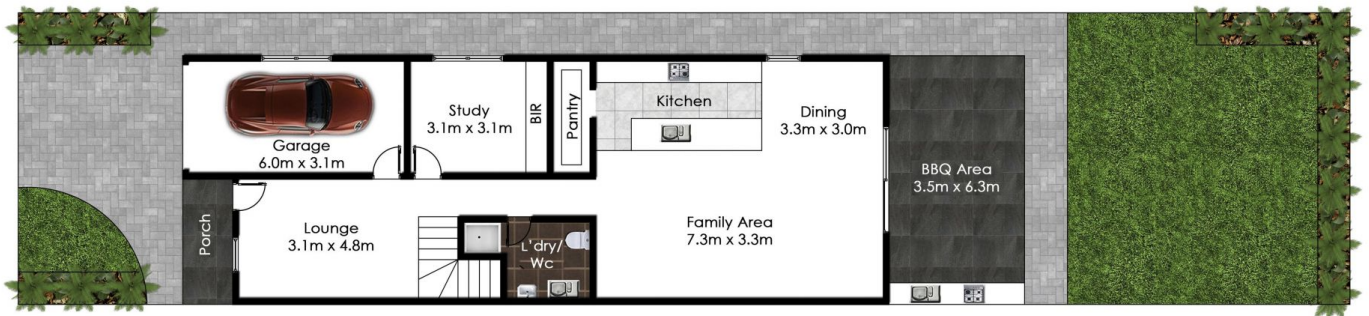 Garage
6.0m x 3.1m
Study
3.1m x 3.1m
BIR
Pantry
Kitchen
Dining
3.3m x 3.0m
BBQ Area
3.5m x 6.3m
Porch
Lounge
3.1m x 4.8m
L'dry/
Wc
Family Area
7.3m x 3.3m